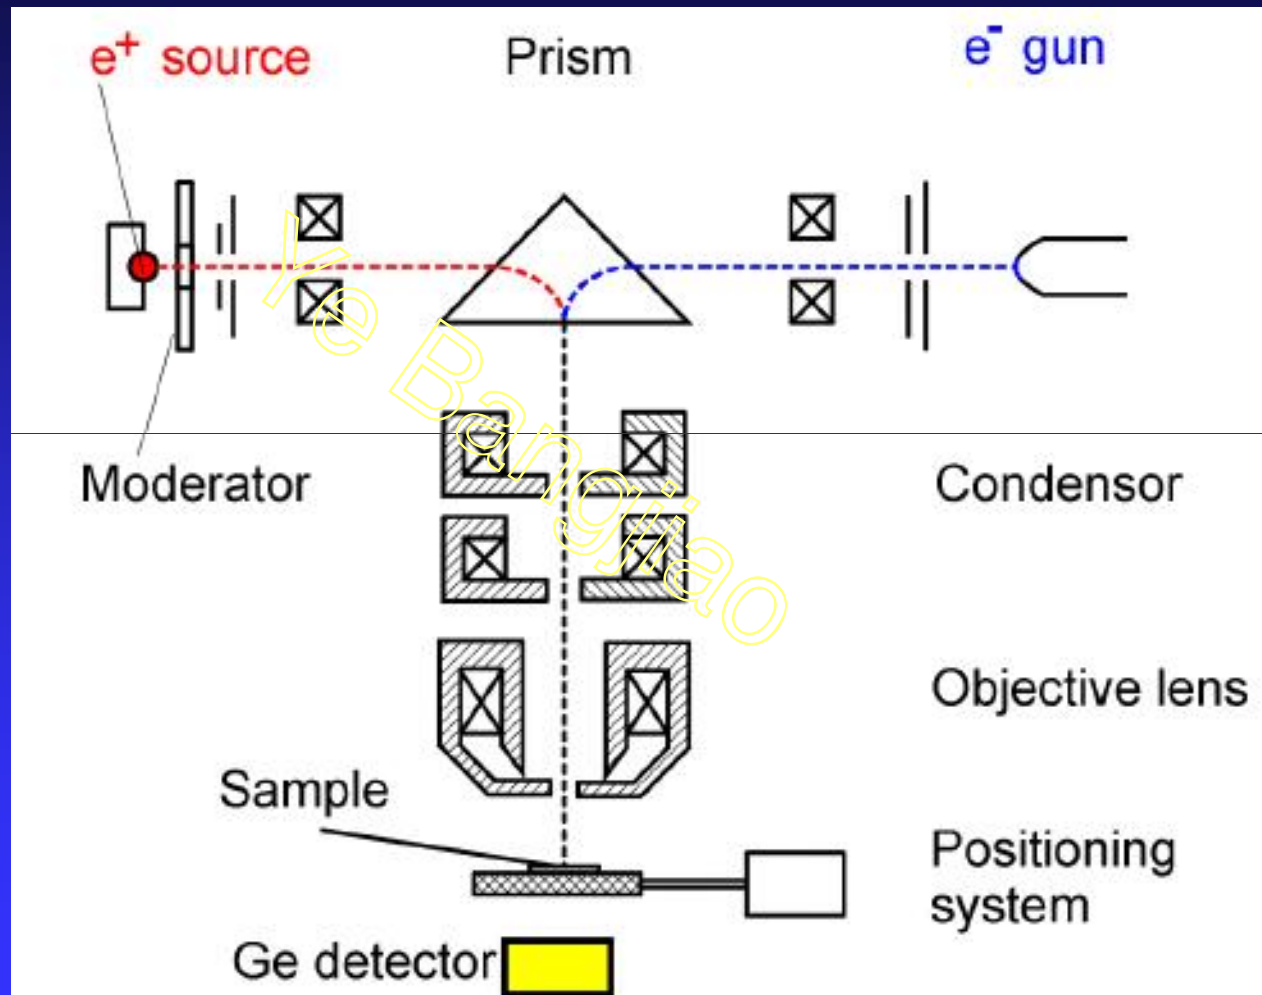 e⁺ source
Prism
e⁻ gun
Moderator
Condensor
Objective lens
Sample
Positioning
system
Ge detector
Ye Bangjiao